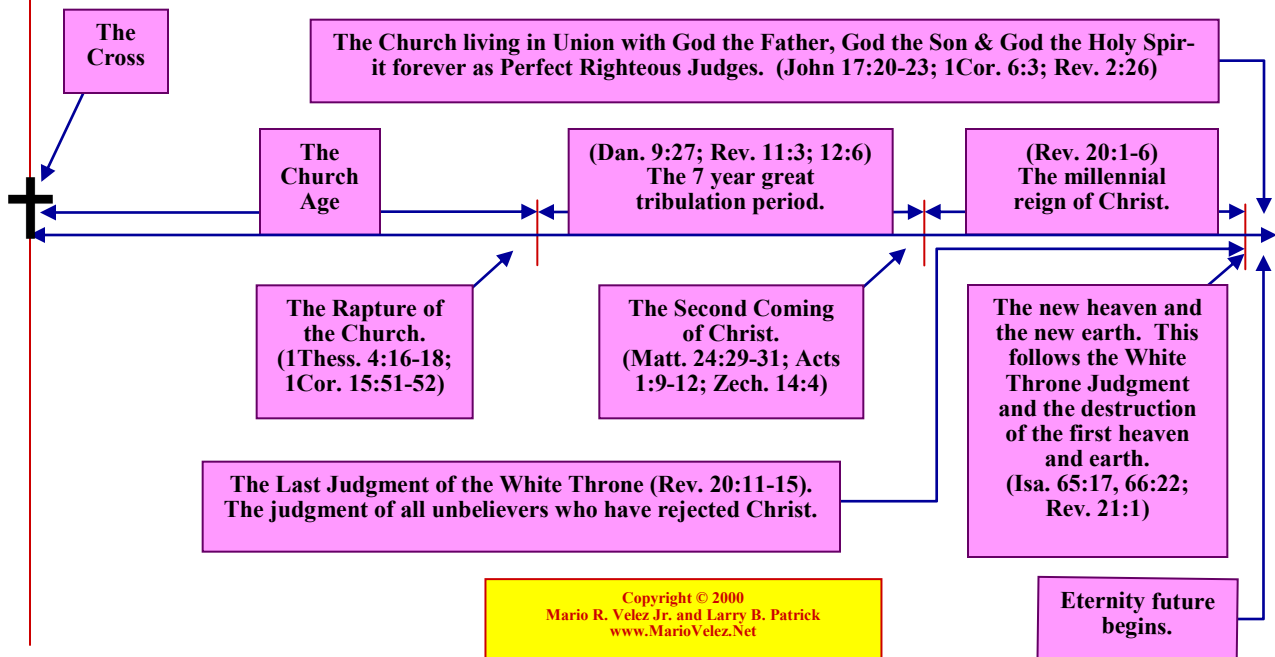 The
Cross
The Church living in Union with God the Father, God the Son & God the Holy Spir-
it forever as Perfect Righteous Judges. (John 17:20-23; 1Cor. 6:3; Rev. 2:26)
The
Church
Age
(Dan. 9:27; Rev. 11:3; 12:6)
The 7 year great
tribulation period.
(Rev. 20:1-6)
The millennial
reign of Christ.
The Rapture of
the Church.
(1Thess. 4:16-18;
1Cor. 15:51-52)
The Second Coming
of Christ.
(Matt. 24:29-31; Acts
1:9-12; Zech. 14:4)
The new heaven and
the new earth. This
follows the White
Throne Judgment
and the destruction
of the first heaven
and earth.
(Isa. 65:17, 66:22;
Rev. 21:1)
The Last Judgment of the White Throne (Rev. 20:11-15).
The judgment of all unbelievers who have rejected Christ.
Copyright © 2000
Mario R. Velez Jr. and Larry B. Patrick
www.MarioVelez.Net
Eternity future
begins.